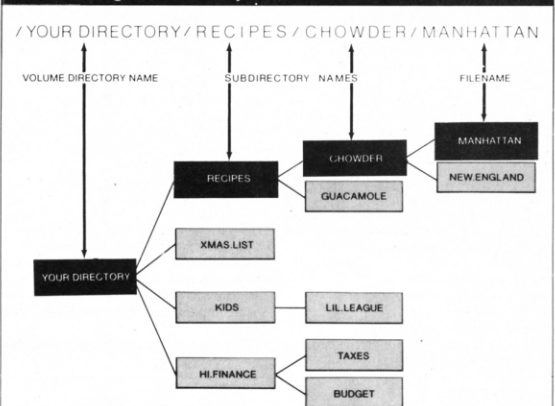 /YOUR DIRECTORY/RECIPES/CHOWDER/MANHATTAN
VOLUME DIRECTORY NAME
SUBDIRECTORY NAMES
FILENAME
MANHATTAN
CHOWDER
RECIPES
NEW.ENGLAND
GUACAMOLE
XMAS.LIST
YOUR DIRECTORY
KIDS
LIL.LEAGUE
TAXES
HI.FINANCE
BUDGET